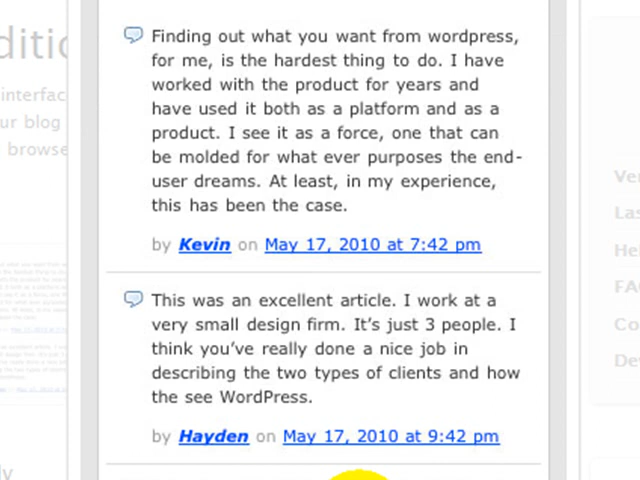 Finding out what you want from wordpress,
for me, is the hardest thing to do. I have
worked with the product for years and
have used it both as a platform and as a
product. I see it as a force, one that can
be molded for what ever purposes the end-
user dreams. At least, in my experience,
this has been the case.
by Kevin on May 17, 2010 at 7:42 pm
This was an excellent article. I work at a
very small design firm. It’s just 3 people. I
think you’ve really done a nice job in
describing the two types of clients and how
the see WordPress.
by Hayden on May 17, 2010 at 9:42 pm
interfac
ur blog
browse